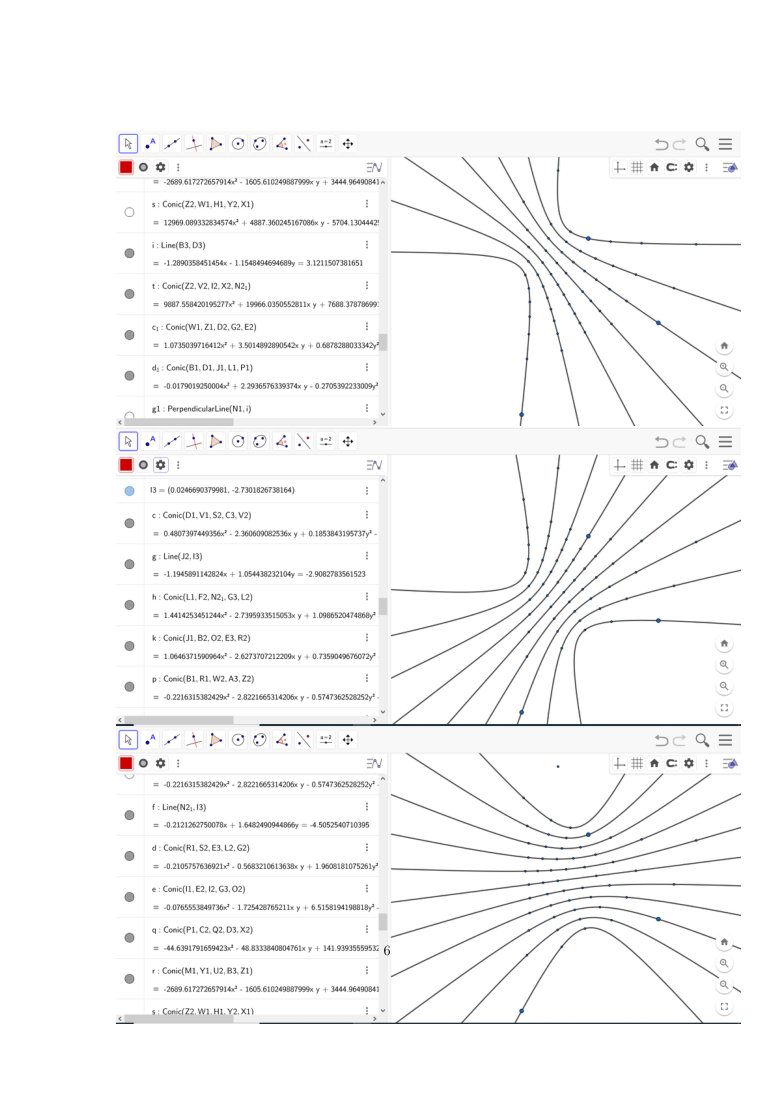 a=2
= -2689.617272657914x² - 1605.610249887999x y + 3444.96490841
s : Conic(Z2, W1, H1, Y2, X1)
= 12969.089332834574x² + 4887.360245167086x y - 5704.1304442
i : Line(B3, D3)
= -1.2890358451454x - 1.1548494694689y = 3.1211507381651
t : Conic(Z2, V2, I2, X2, N2₁)
= 9887.558420195277x² + 19966.0350552811x y + 7688.37878699
c₁ : Conic(W1, Z1, D2, G2, E2)
= 1.0735039716412x² + 3.5014892890542x y + 0.6878288033342y²
d₁ : Conic(B1, D1, J1, L1, P1)
= -0.0179019250004x² + 2.2936576339374x y - 0.2705392233009y²
g1 : PerpendicularLine(N1, i)
a=2
I3 = (0.0246690379981, -2.7301826738164)
c : Conic(D1, V1, S2, C3, V2)
= 0.4807397449356x² - 2.360609082536x y + 0.1853843195737y² -
g : Line(J2, I3)
= -1.1945891142824x + 1.054438232104y = -2.9082783561523
h : Conic(L1, F2, N2₁, G3, L2)
= 1.4414253451244x² - 2.7395933515053x y + 1.0986520474868y²
k : Conic(J1, B2, O2, E3, R2)
= 1.0646371590964x² - 2.6273707212209x y + 0.7359049676072y²
p : Conic(B1, R1, W2, A3, Z2)
= -0.2216315382429x² - 2.8221665314206x y - 0.5747362528252y² -
a=2
= -0.2216315382429x² - 2.8221665314206x y - 0.5747362528252y² -
f : Line(N2₁, I3)
= -0.2121262750078x + 1.6482490944866y = -4.5052540710395
d : Conic(R1, S2, E3, L2, G2)
= -0.2105757636921x² - 0.5683210613638x y + 1.9608181075261y²
e : Conic(I1, E2, I2, G3, O2)
= -0.0765553849736x² - 1.725428765211x y + 6.5158194198818y² -
q : Conic(P1, C2, Q2, D3, X2)
= -44.6391791659423x² - 48.8333840804761x y + 141.93935559532
6
r : Conic(M1, Y1, U2, B3, Z1)
= -2689.617272657914x² - 1605.610249887999x y + 3444.96490841
s : Conic(Z2, W1, H1, Y2, X1)